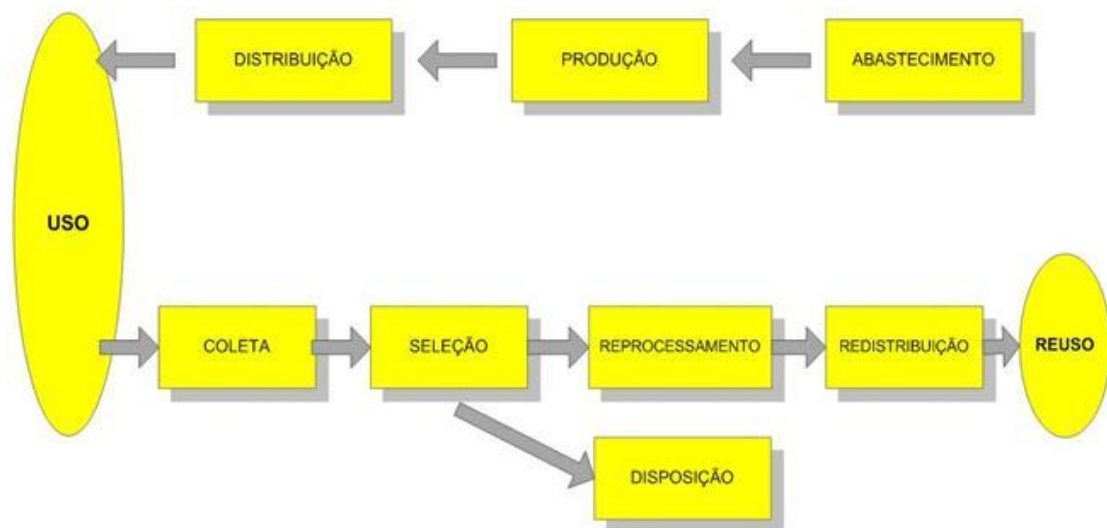 DISTRIBUIÇÃO
PRODUÇÃO
ABASTECIMENTO
USO
COLETA
SELEÇÃO
REPROCESSAMENTO
REDISTRIBUIÇÃO
REUSO
DISPOSIÇÃO